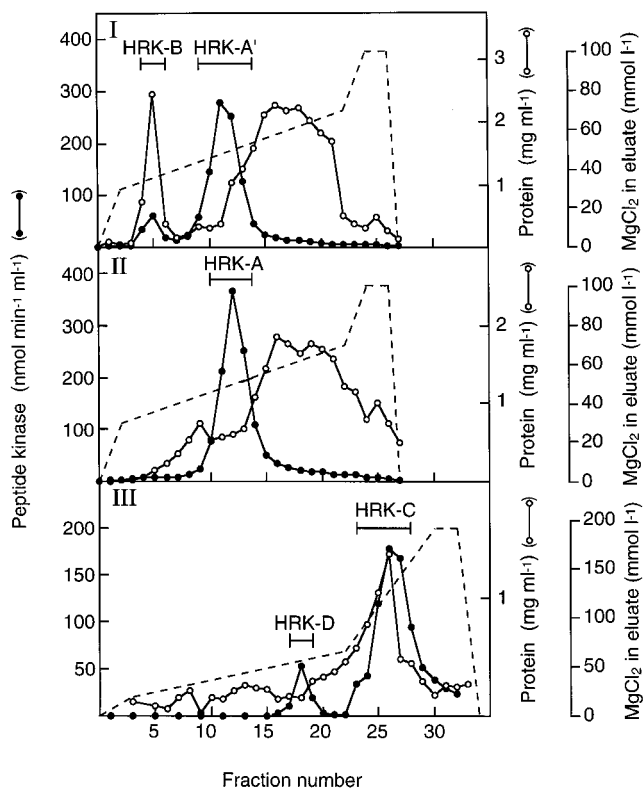 I
HRK-B
HRK-A'
400
300
200
100
3
2
1
100
80
60
40
20
0
II
HRK-A
400
300
200
100
2
1
100
80
60
40
20
0
III
HRK-C
HRK-D
200
150
100
50
1
200
150
100
50
0
5 10 15 20 25 30
Fraction number
Peptide kinase (nmol min-1 ml-1) ( )
Protein (mg ml-1) ( )
MgCl2 in eluate (mmol l-1)
Protein (mg ml-1) ( )
MgCl2 in eluate (mmol l-1)
Protein (mg ml-1) ( )
MgCl2 in eluate (mmol l-1)